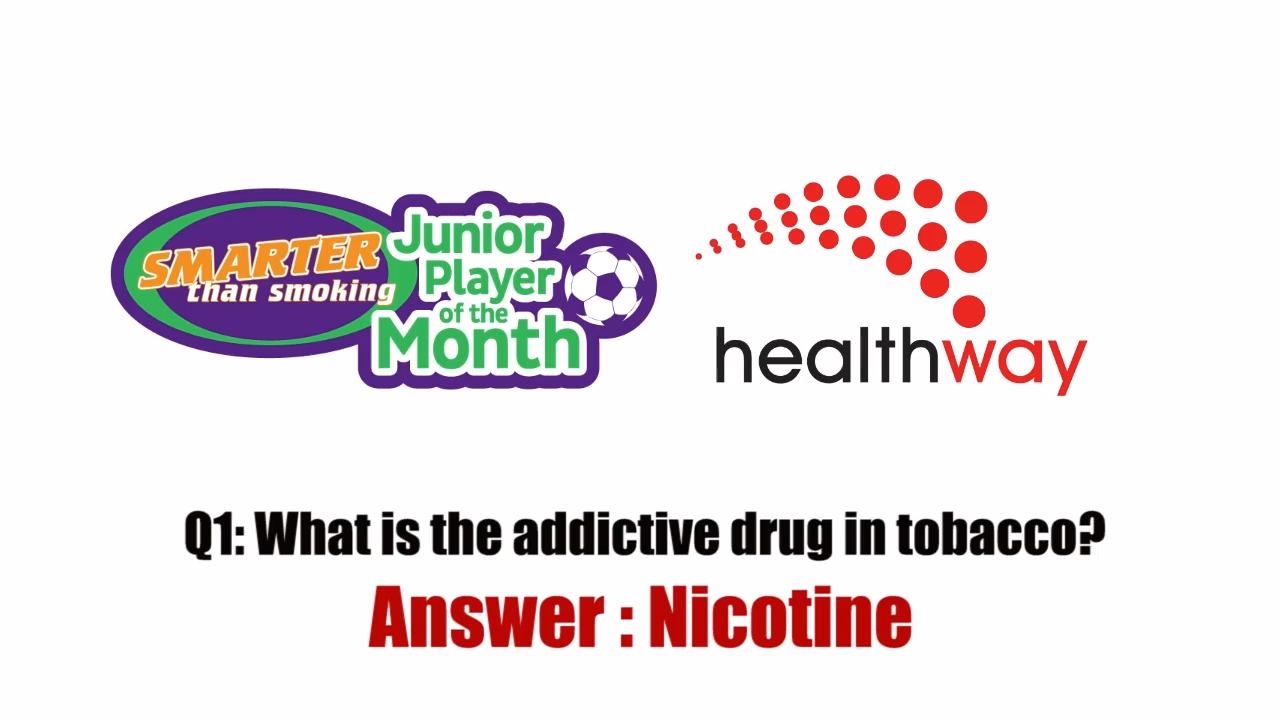 SMARTER
than smoking
Junior
Player
of the
Month
healthway
Q1: What is the addictive drug in tobacco?
Answer : Nicotine